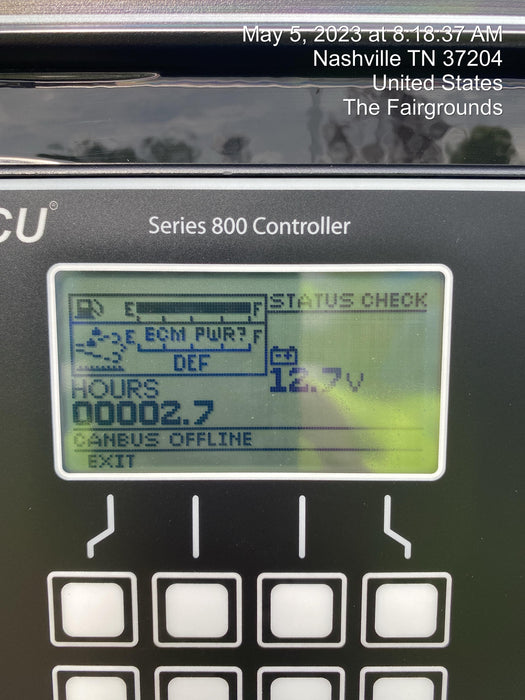 May 5, 2023 at 8:18:37 AM
Nashville TN 37204
United States
The Fairgrounds
CU®
Series 800 Controller
E F STATUS CHECK
E ECM PWR? F
DEF
12.7V
HOURS
00002.7
CANBUS OFFLINE
EXIT